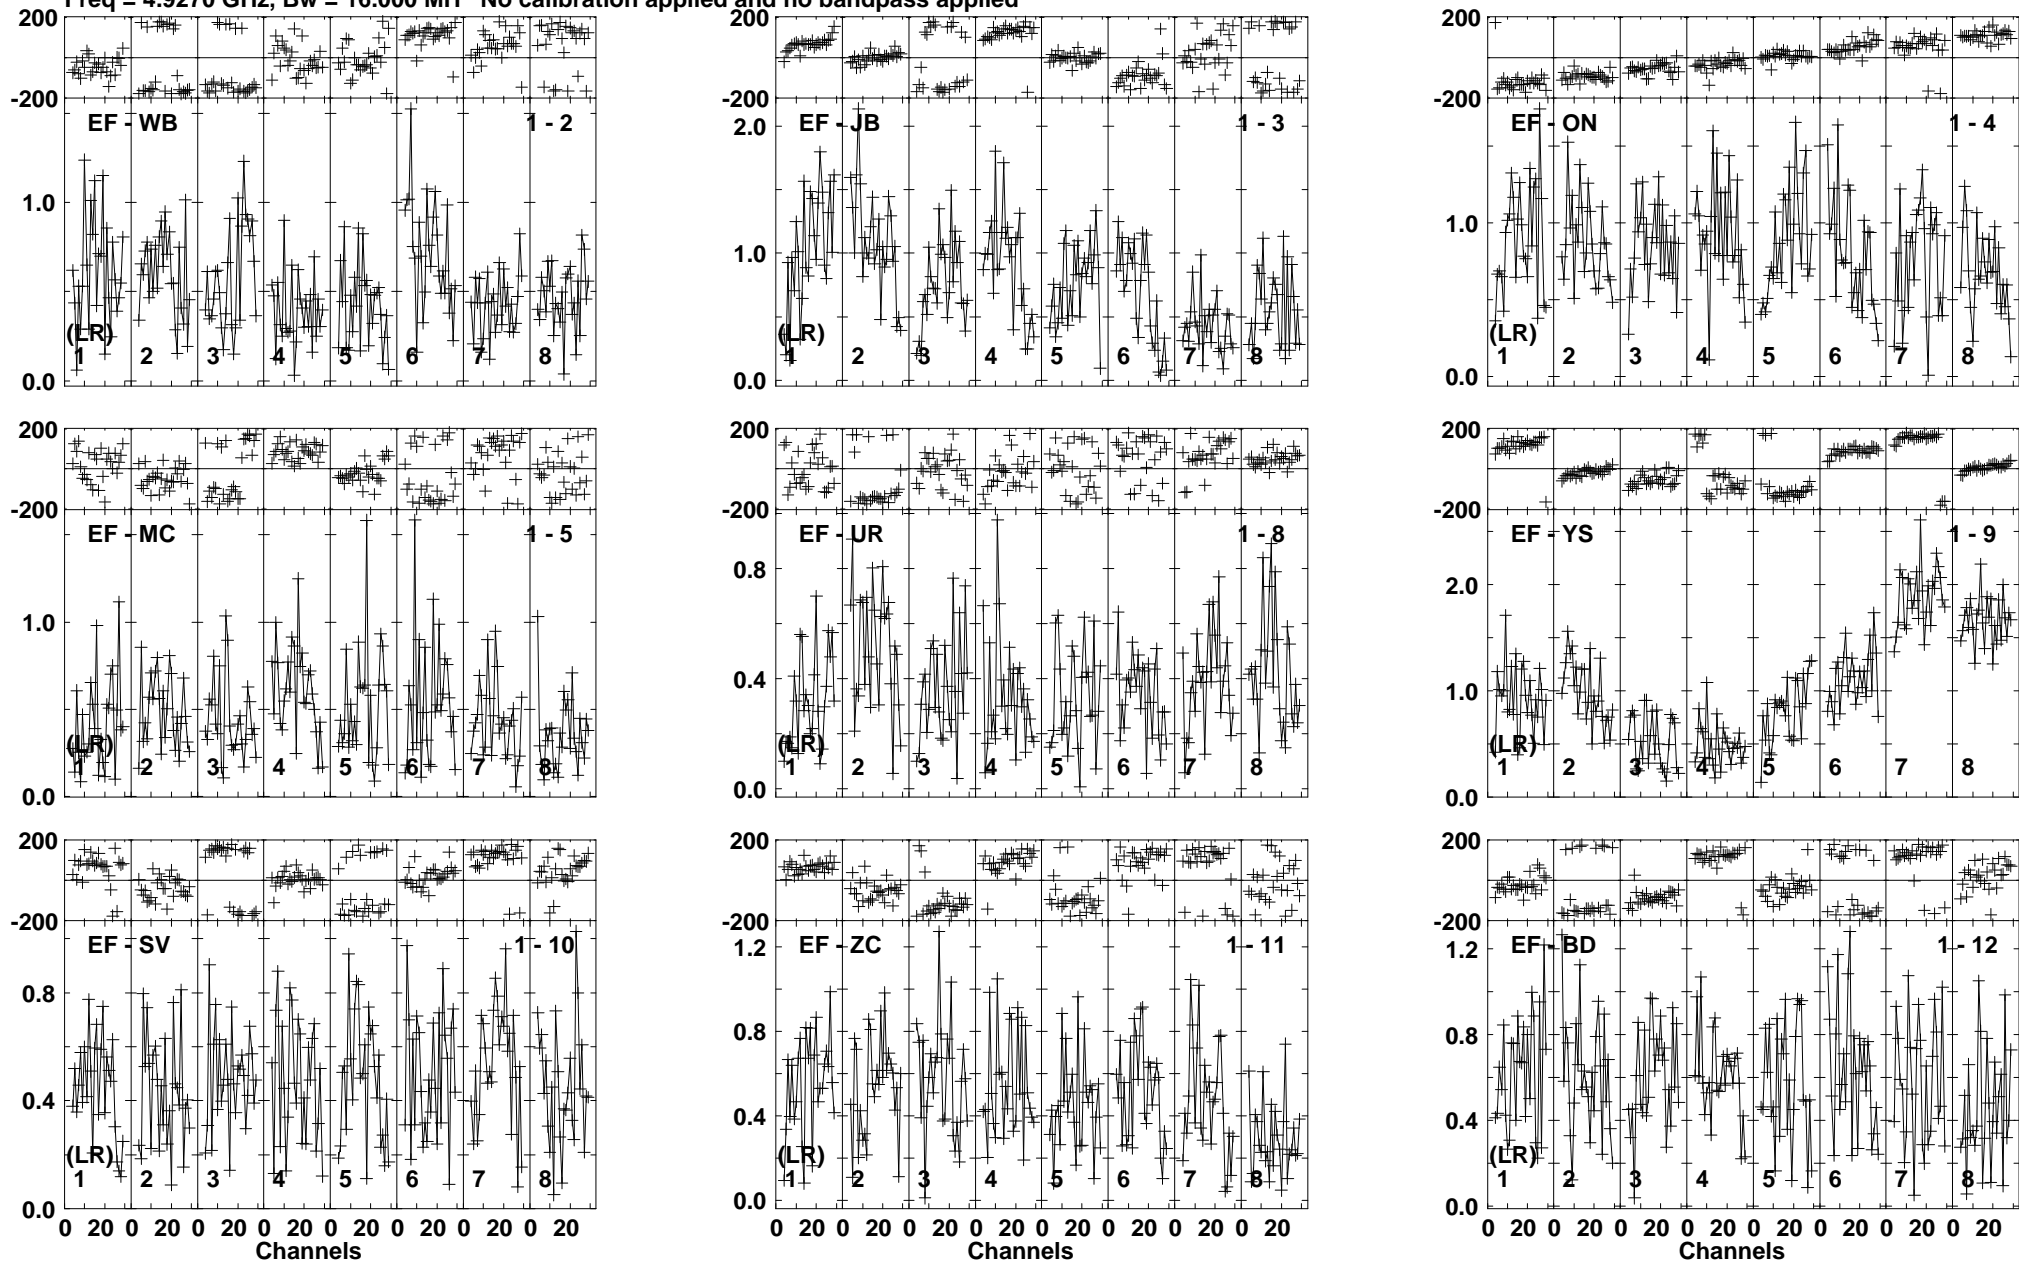 Freq = 4.9270 GHz, Bw = 16.000 MH No calibration applied and no bandpass applied
200 200 200
-200 -200 -200
EF - WB 1 - 2 EF - JB 1 - 3 EF - ON 1 - 4
2.0
1.0 1.0 1.0
(LR) (LR) (LR)
1 2 3 4 5 6 7 8 1 2 3 4 5 6 7 8 1 2 3 4 5 6 7 8
0.0 0.0 0.0
200 200 200
-200 -200 -200
EF - MC 1 - 5 EF - UR 1 - 8 EF - YS 1 - 9
0.8 2.0
1.0 0.4 1.0
(LR) (LR) (LR)
1 2 3 4 5 6 7 8 1 2 3 4 5 6 7 8 1 2 3 4 5 6 7 8
0.0 0.0 0.0
200 200 200
-200 -200 -200
EF - SV 1 - 10 EF - ZC 1 - 11 EF - BD 1 - 12
1.2 1.2
0.8 0.8 0.8
0.4 0.4 0.4
(LR) (LR) (LR)
1 2 3 4 5 6 7 8 1 2 3 4 5 6 7 8 1 2 3 4 5 6 7 8
0.0 0.0 0.0
0 20 0 20 0 20 0 20 0 20 0 20 0 20 0 20 0 20 0 20 0 20 0 20 0 20 0 20 0 20 0 20 0 20 0 20 0 20 0 20 0 20 0 20 0 20 0 20
Channels Channels Channels